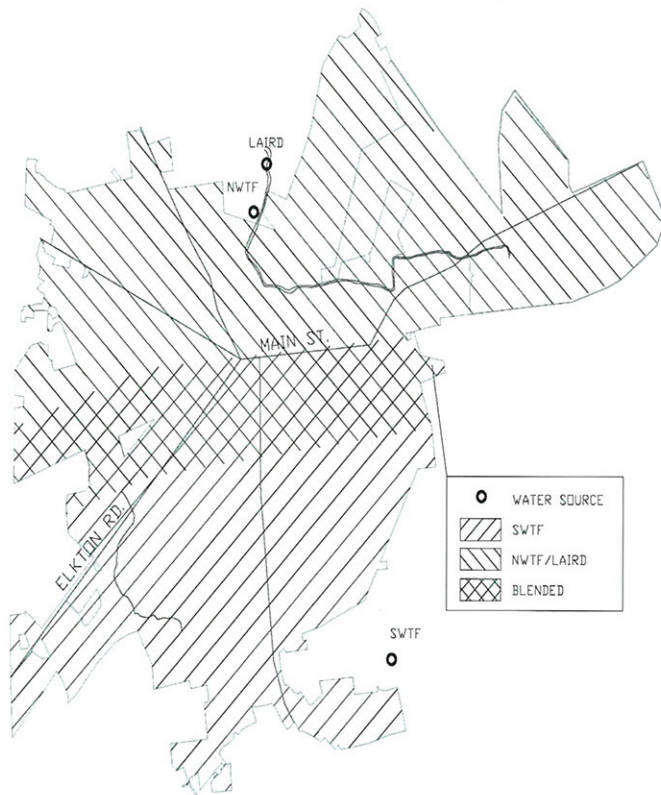 LAIRD
NWTF
MAIN ST.
ELKTON RD.
WATER SOURCE
SWTF
NWTF/LAIRD
BLENDED
SWTF